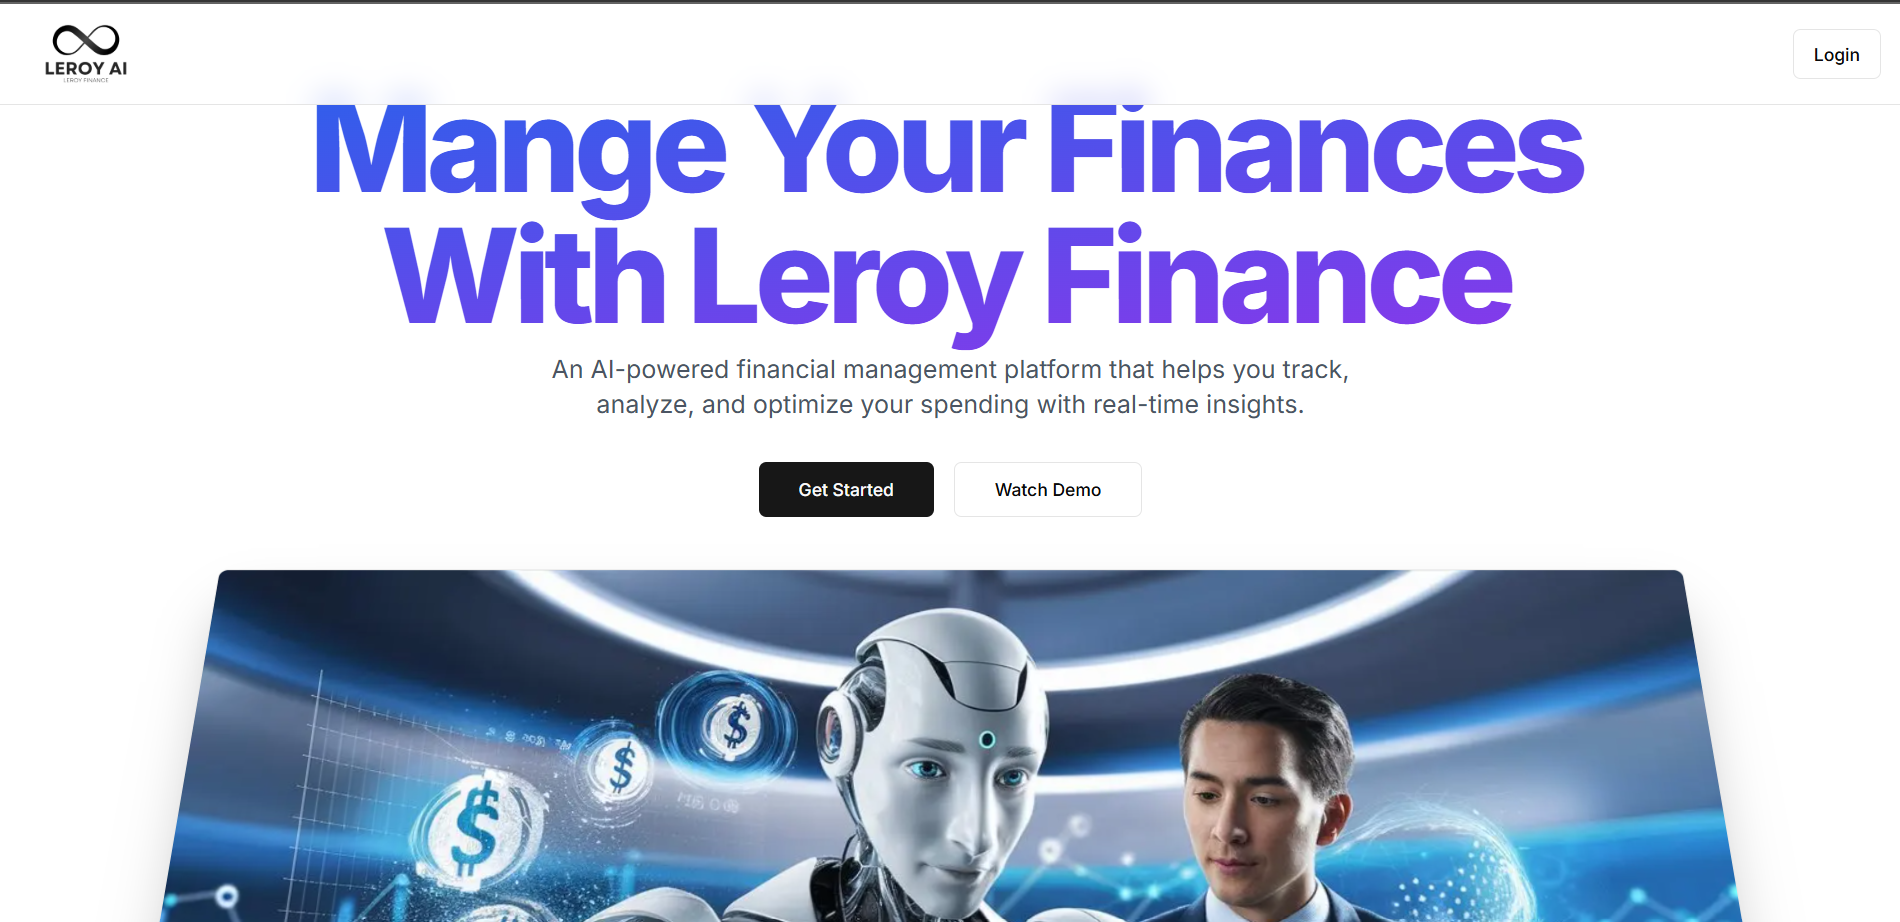 LEROY AI
LEROY FINANCE
Login
Mange Your Finances
With Leroy Finance
An AI-powered financial management platform that helps you track,
analyze, and optimize your spending with real-time insights.
Get Started
Watch Demo
$
$
$